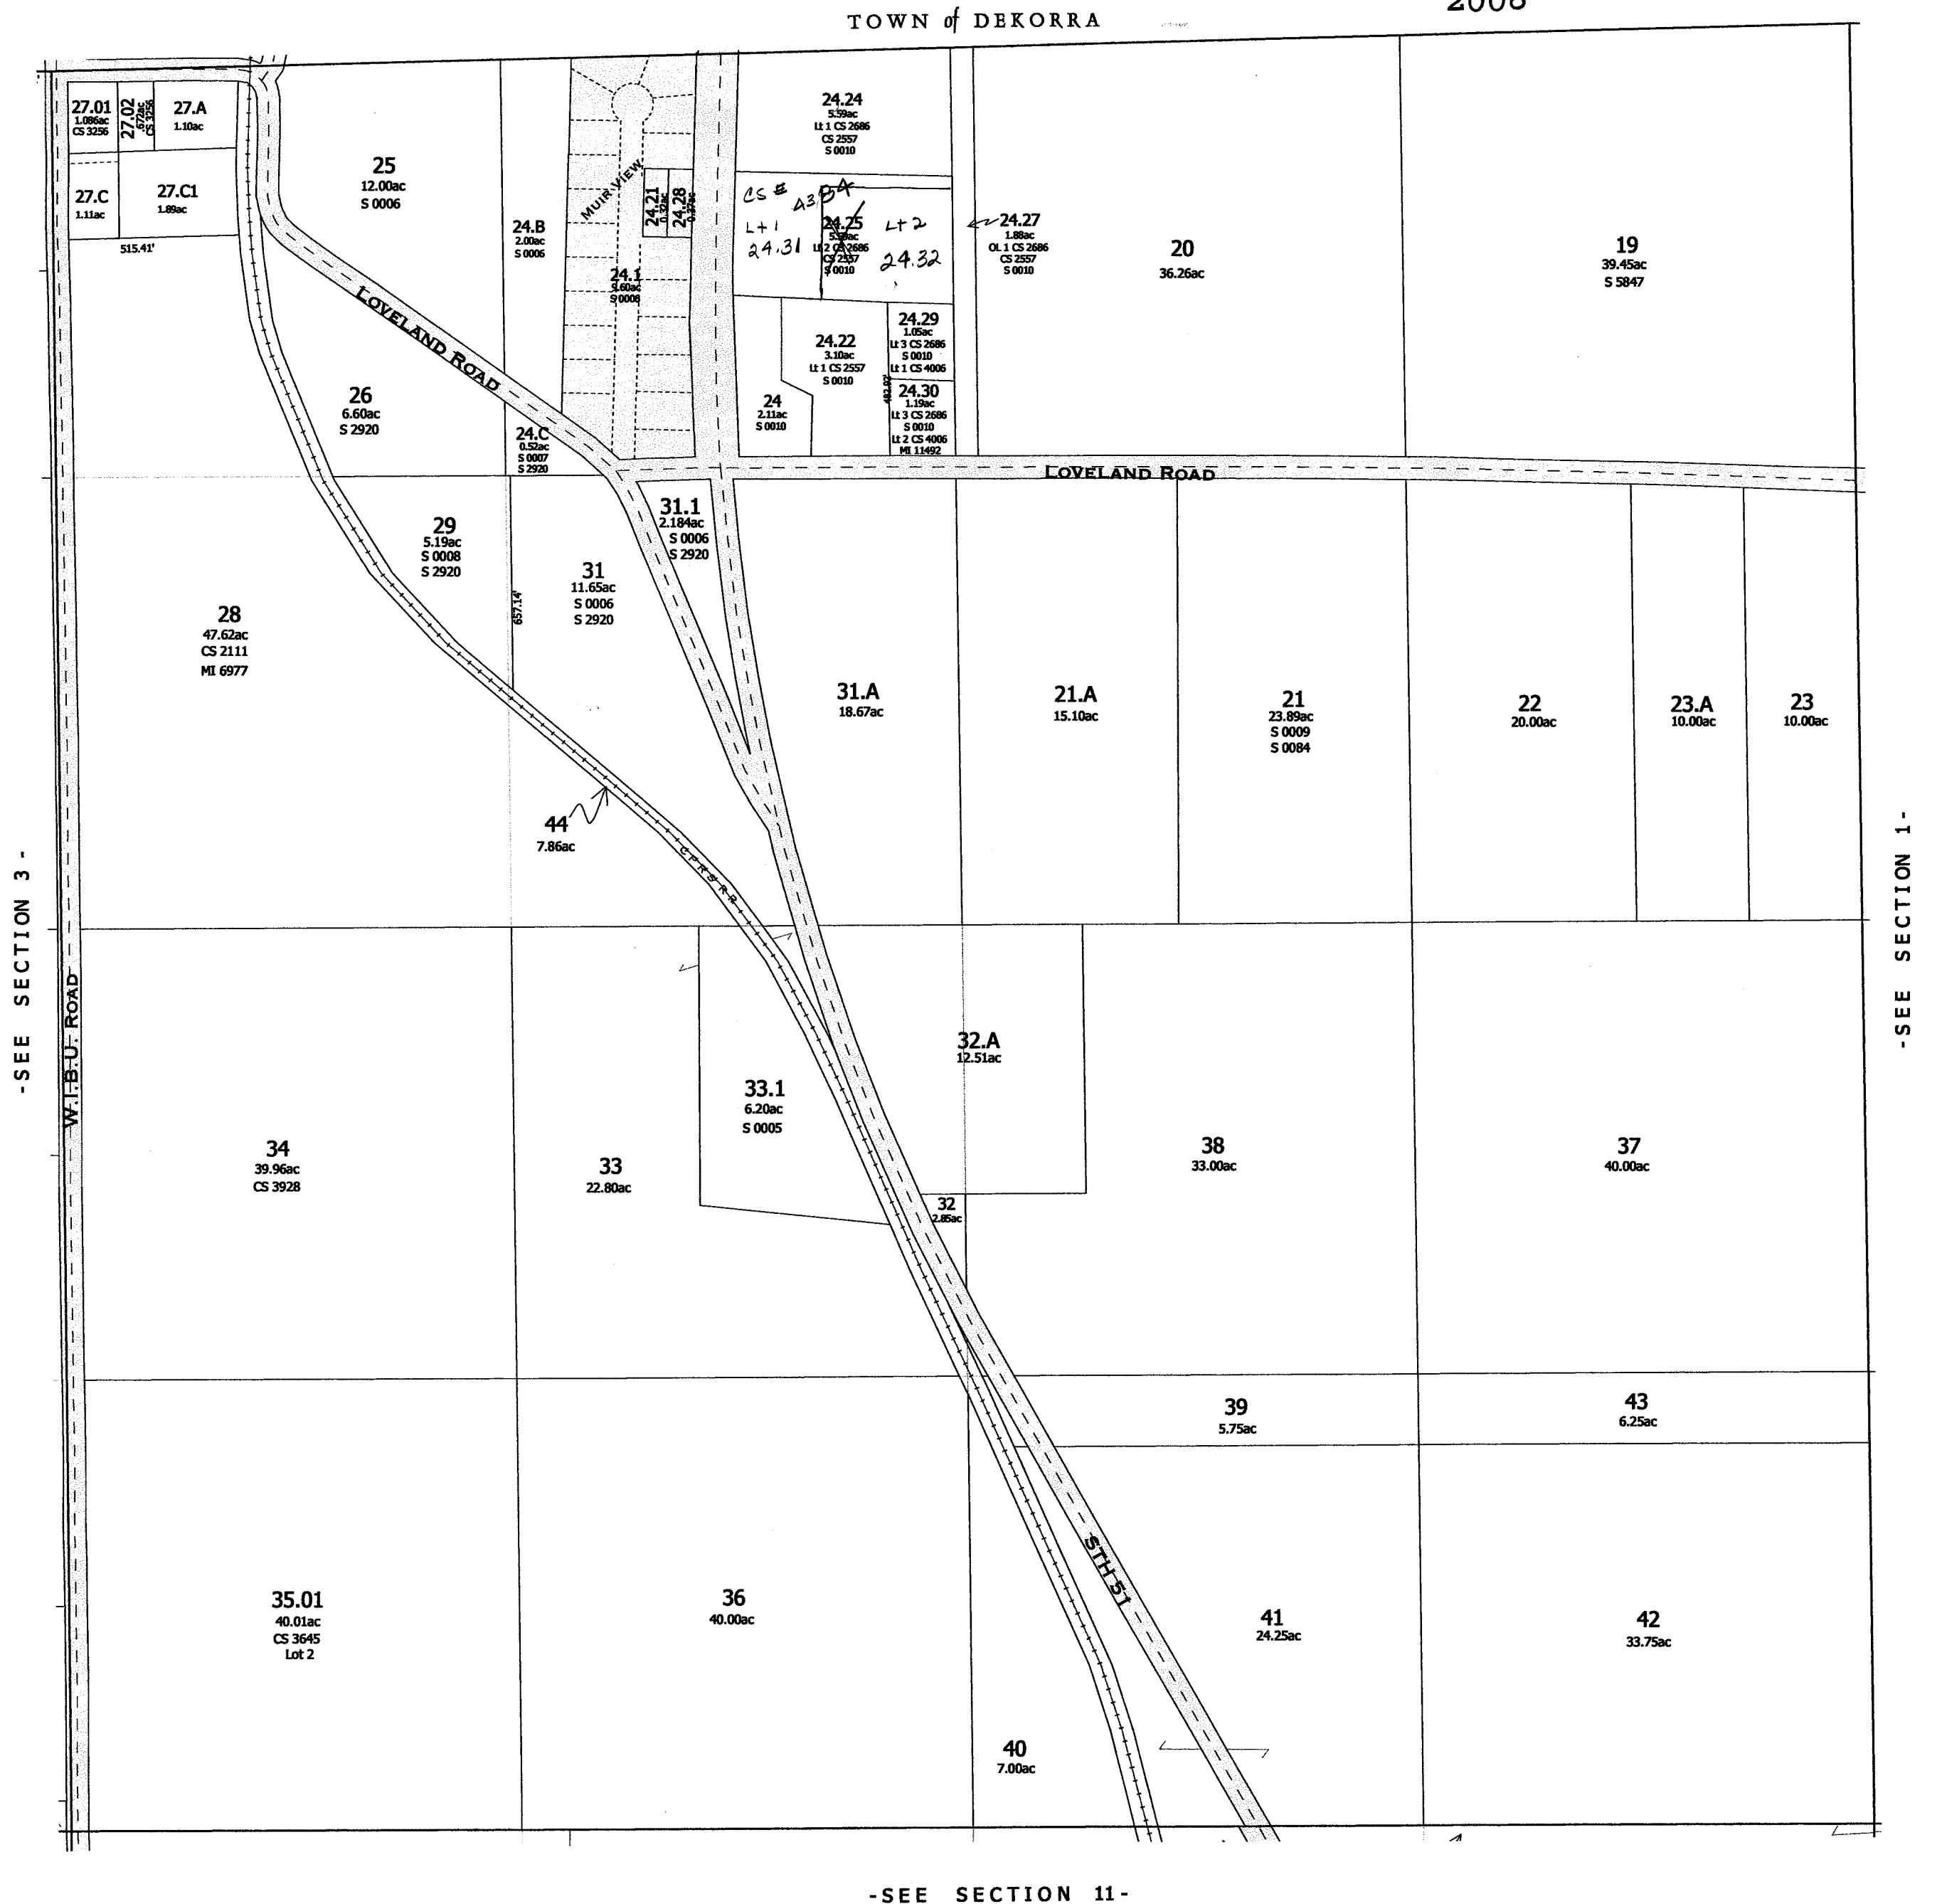 2006
TOWN of DEKORRA
27.01
1.086ac
CS 3256
27.02
.672ac
CS 3256
27.A
1.10ac
27.C
1.11ac
27.C1
1.89ac
515.41'
25
12.00ac
S 0006
24.B
2.00ac
S 0006
MUIR VIEW
24.21
0.32ac
24.28
0.37ac
24.1
9.60ac
S 0008
24.24
5.59ac
Lt 1 CS 2686
CS 2557
S 0010
CS #
4384
Lt 1
24.31
24.25
Lt 2 CS 2686
CS 2557
S 0010
Lt 2
24.32
24.27
1.88ac
OL 1 CS 2686
CS 2557
S 0010
20
36.26ac
19
39.45ac
S 5847
LOVELAND ROAD
26
6.60ac
S 2920
24.C
0.52ac
S 0007
S 2920
24
2.11ac
S 0010
24.22
3.10ac
Lt 1 CS 2557
S 0010
24.29
1.05ac
Lt 3 CS 2686
S 0010
Lt 1 CS 4006
24.30
1.19ac
Lt 3 CS 2686
S 0010
Lt 2 CS 4006
MI 11492
LOVELAND ROAD
29
5.19ac
S 0008
S 2920
657.14'
31
11.65ac
S 0006
S 2920
31.1
2.184ac
S 0006
S 2920
28
47.62ac
CS 2111
MI 6977
31.A
18.67ac
21.A
15.10ac
21
23.89ac
S 0009
S 0084
22
20.00ac
23.A
10.00ac
23
10.00ac
44
7.86ac
C P R S R R
-SEE SECTION 3 -
-SEE SECTION 1-
W.I.B.U. ROAD
34
39.96ac
CS 3928
33
22.80ac
33.1
6.20ac
S 0005
32.A
12.51ac
32
2.85ac
38
33.00ac
37
40.00ac
39
5.75ac
43
6.25ac
STH 51
35.01
40.01ac
CS 3645
Lot 2
36
40.00ac
41
24.25ac
42
33.75ac
40
7.00ac
-SEE SECTION 11-